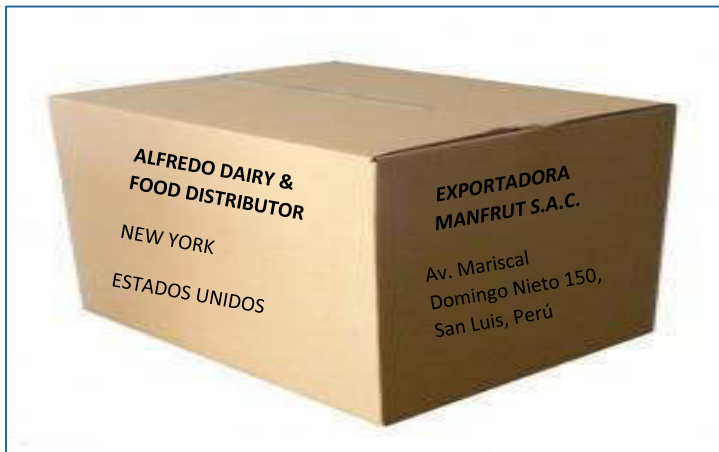 ALFREDO DAIRY &
FOOD DISTRIBUTOR
NEW YORK
ESTADOS UNIDOS
EXPORTADORA
MANFRUT S.A.C.
Av. Mariscal
Domingo Nieto 150,
San Luis, Perú